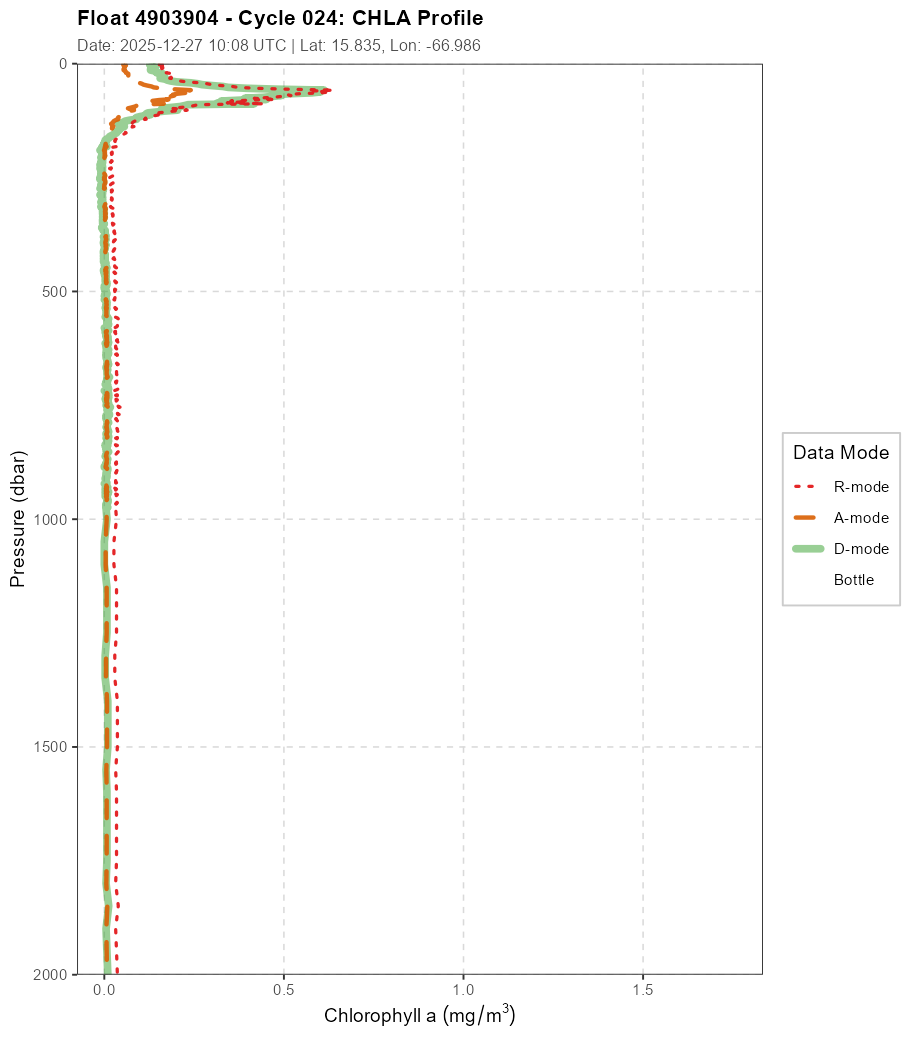 Float 4903904 - Cycle 024: CHLA Profile
Date: 2025-12-27 10:08 UTC | Lat: 15.835, Lon: -66.986
0
500
1000
1500
2000
Pressure (dbar)
0.0 0.5 1.0 1.5
Chlorophyll a (mg/m³)
Data Mode
R-mode
A-mode
D-mode
Bottle